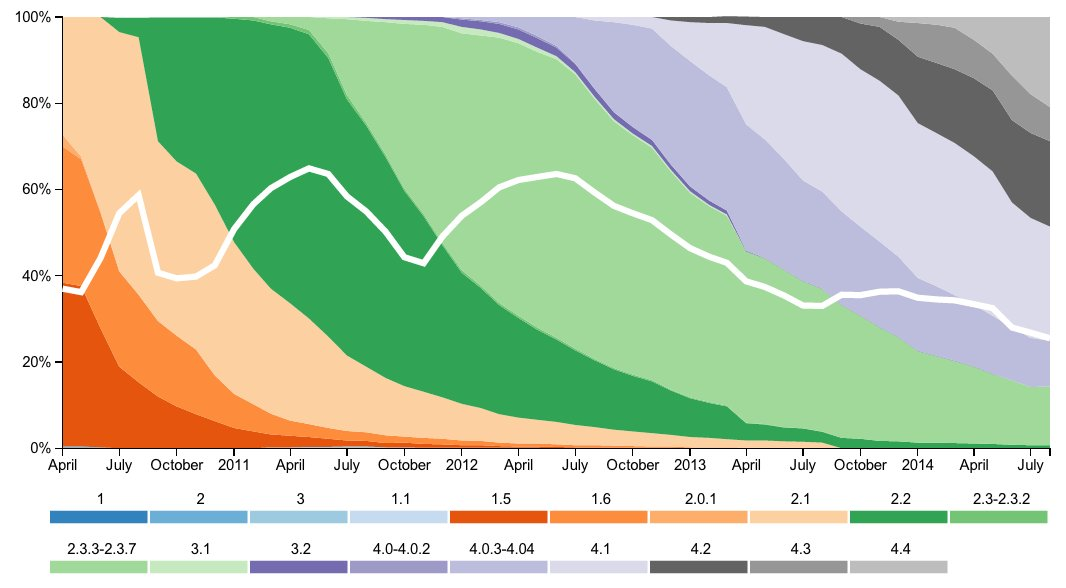 100%
80%
60%
40%
20%
0%
April July October 2011 April July October 2012 April July October 2013 April July October 2014 April July
1 2 3 1.1 1.5 1.6 2.0.1 2.1 2.2 2.3-2.3.2
2.3.3-2.3.7 3.1 3.2 4.0-4.0.2 4.0.3-4.04 4.1 4.2 4.3 4.4